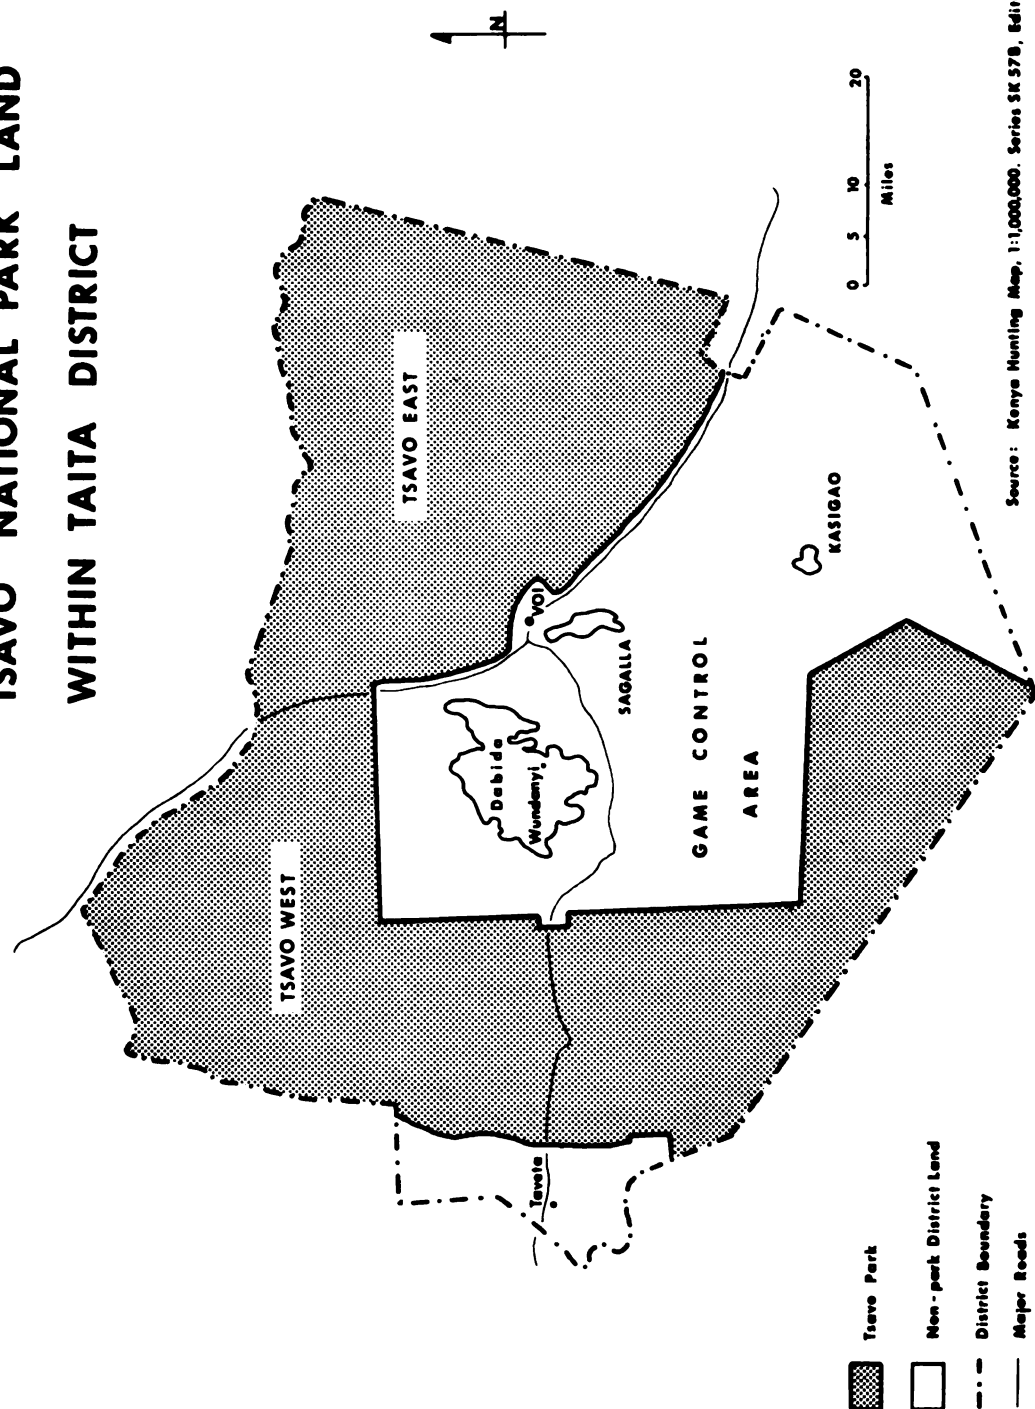 TSAVO NATIONAL PARK LAND
WITHIN TAITA DISTRICT
N
TSAVO WEST
TSAVO EAST
Dabida
Wundanyi
VOI
SAGALLA
Taveta
GAME CONTROL
AREA
KASIGAO
0 5 10 20
Miles
Tsavo Park
Non-park District Land
District Boundary
Major Roads
Source: Kenya Hunting Map, 1:1,000,000. Series SK 57B, Edit